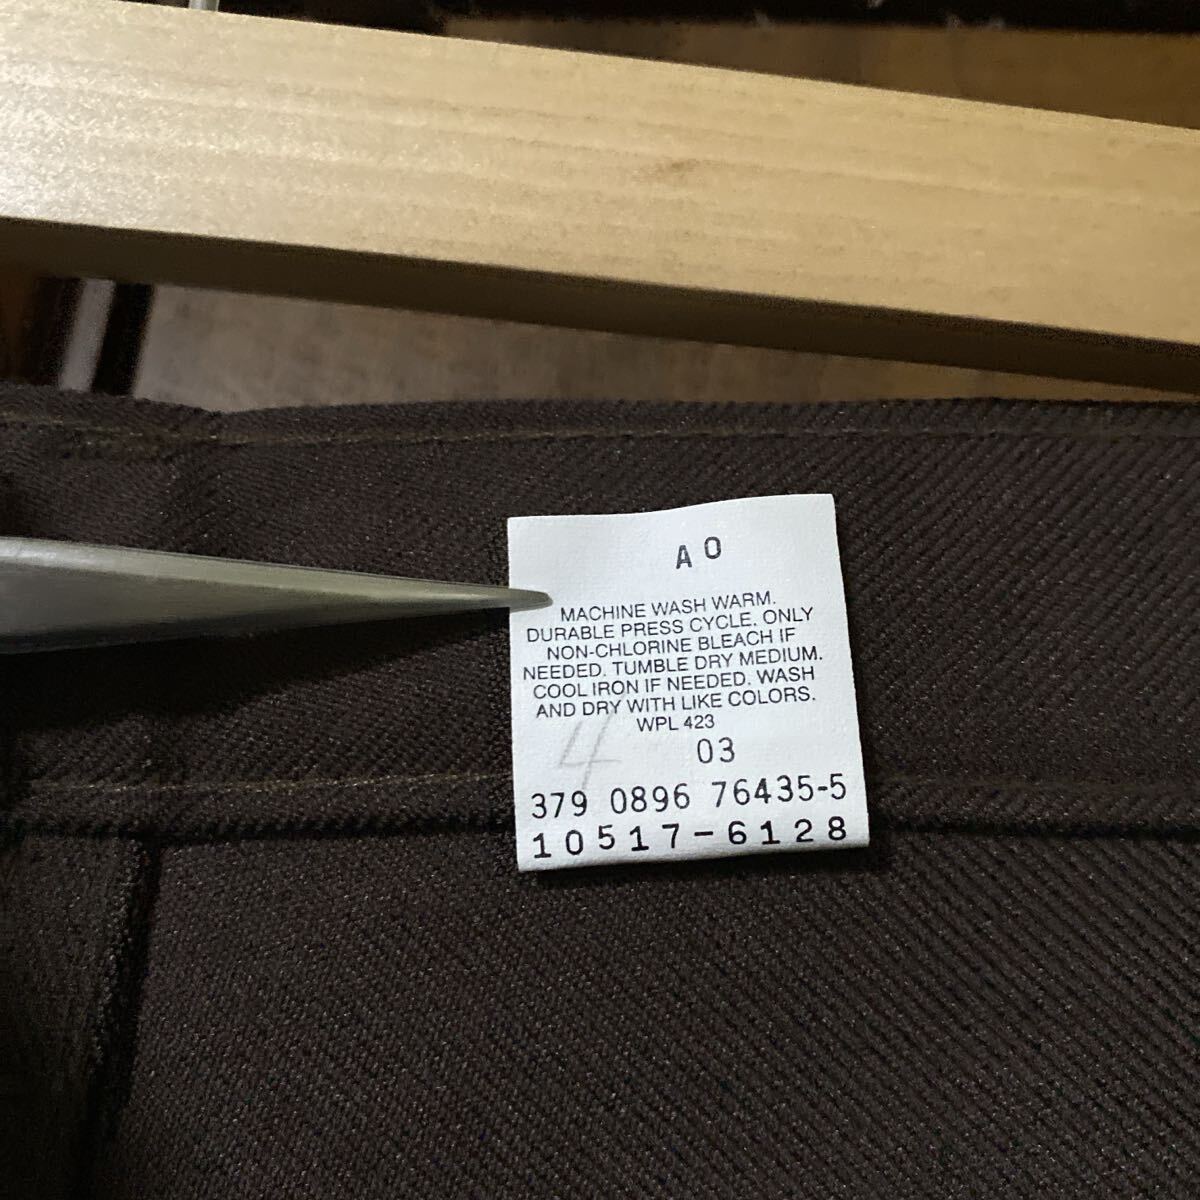 A O
MACHINE WASH WARM.
DURABLE PRESS CYCLE. ONLY
NON-CHLORINE BLEACH IF
NEEDED. TUMBLE DRY MEDIUM.
COOL IRON IF NEEDED. WASH
AND DRY WITH LIKE COLORS.
WPL 423
4 03
379 0896 76435-5
10517-6128